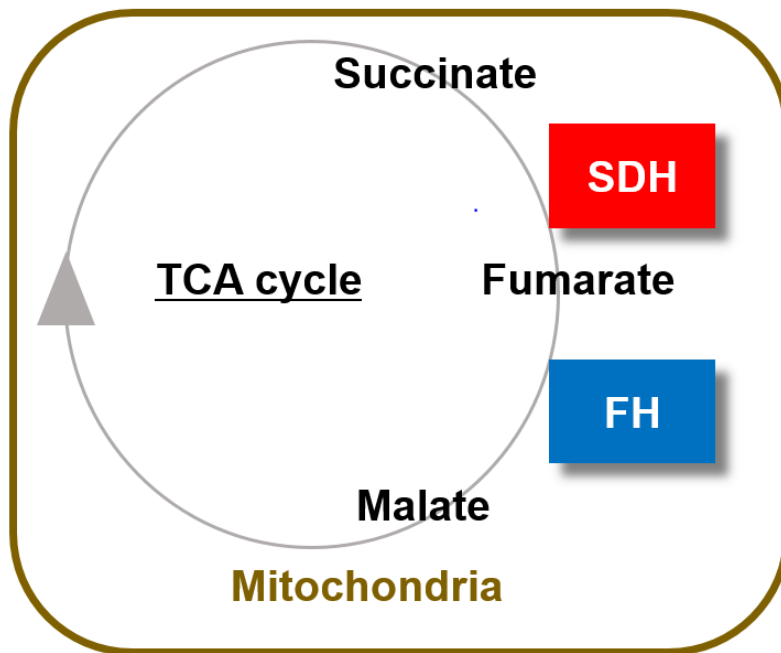 Succinate
SDH
TCA cycle
Fumarate
FH
Malate
Mitochondria